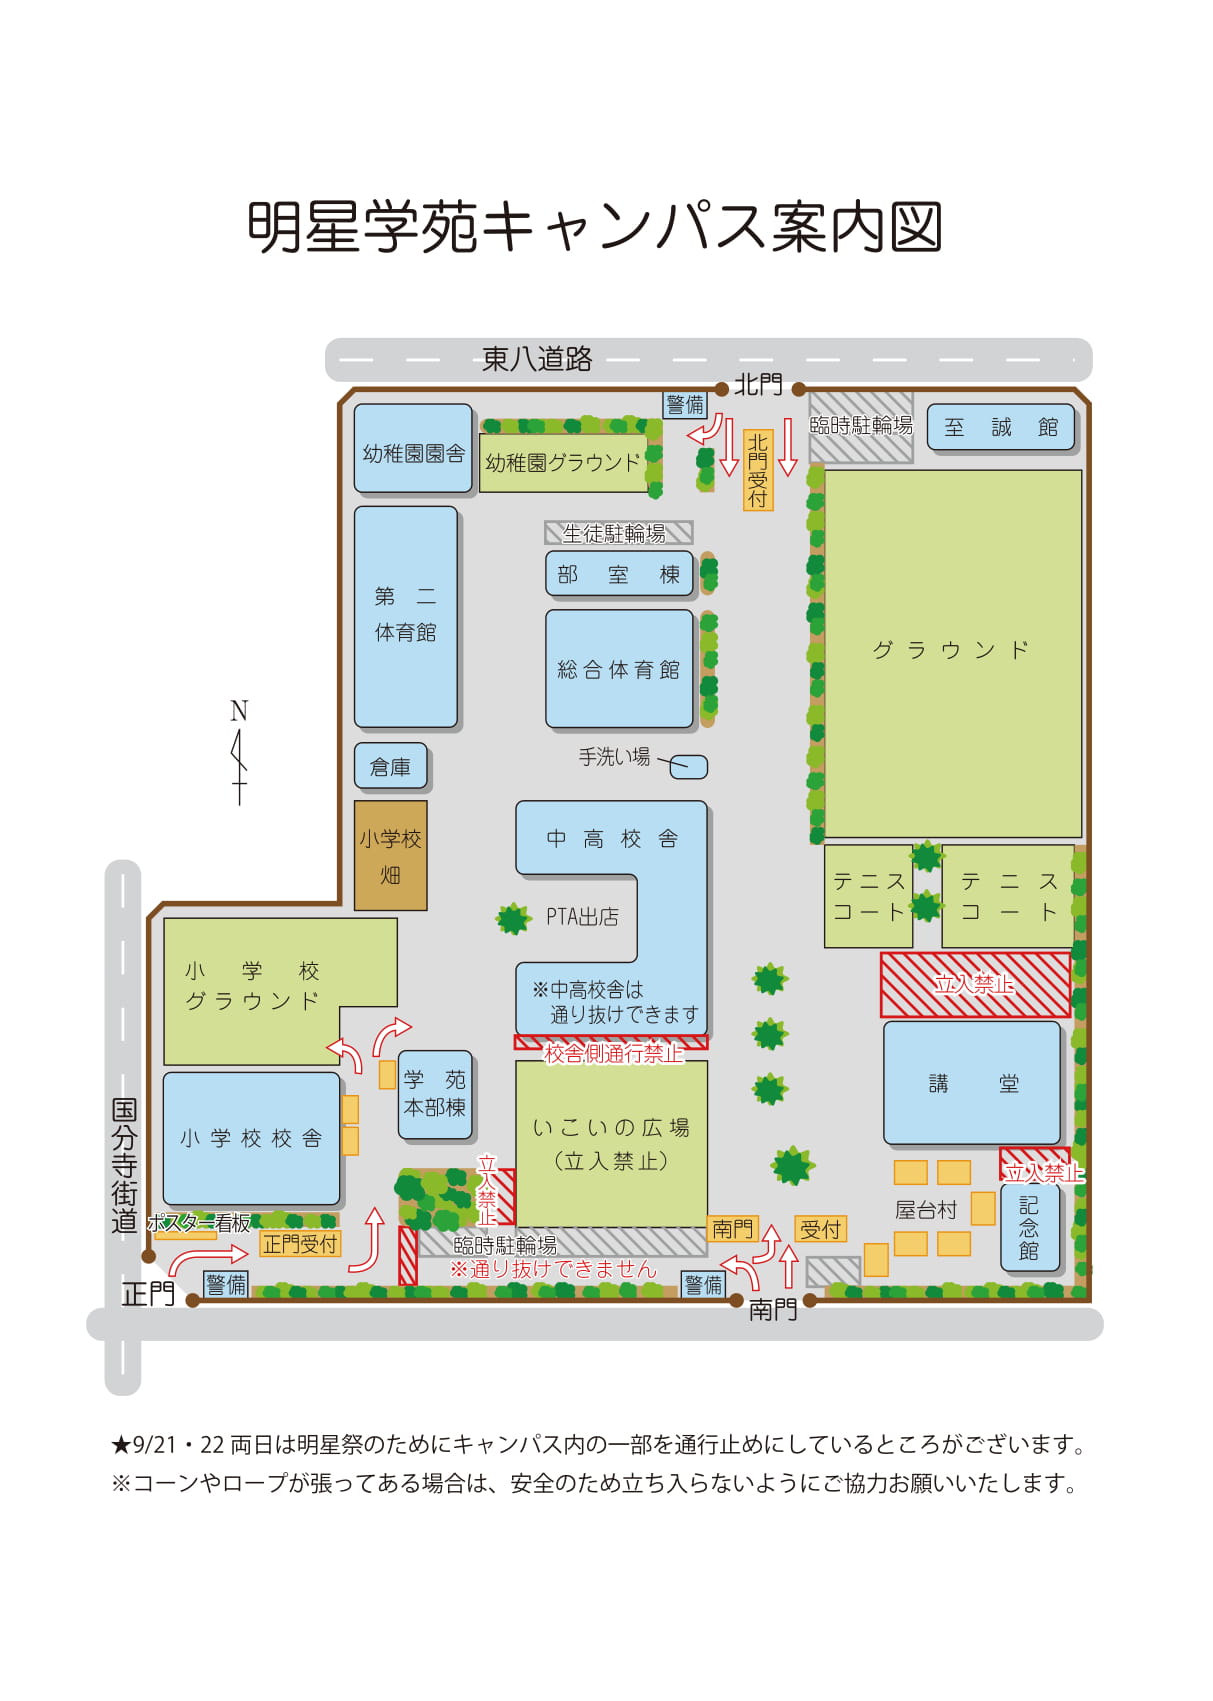 明星学苑キャンパス案内図
東八道路
北門
警備
臨時駐輪場
至誠館
幼稚園園舎
幼稚園グラウンド
北門受付
生徒駐輪場
部室棟
第二
体育館
総合体育館
グラウンド
N
手洗い場
倉庫
小学校
畑
中高校舎
テニス
コート
テニス
コート
PTA出店
小学校
グラウンド
※中高校舎は
通り抜けできます
立入禁止
校舎側通行禁止
学苑
本部棟
講堂
国分寺街道
小学校校舎
いこいの広場
（立入禁止）
立入禁止
立入禁止
屋台村
記念館
ポスター看板
正門受付
臨時駐輪場
※通り抜けできません
南門
受付
警備
警備
正門
南門
★9/21・22 両日は明星祭のためにキャンパス内の一部を通行止めにしているところがございます。
※コーンやロープが張ってある場合は、安全のため立ち入らないようにご協力お願いいたします。